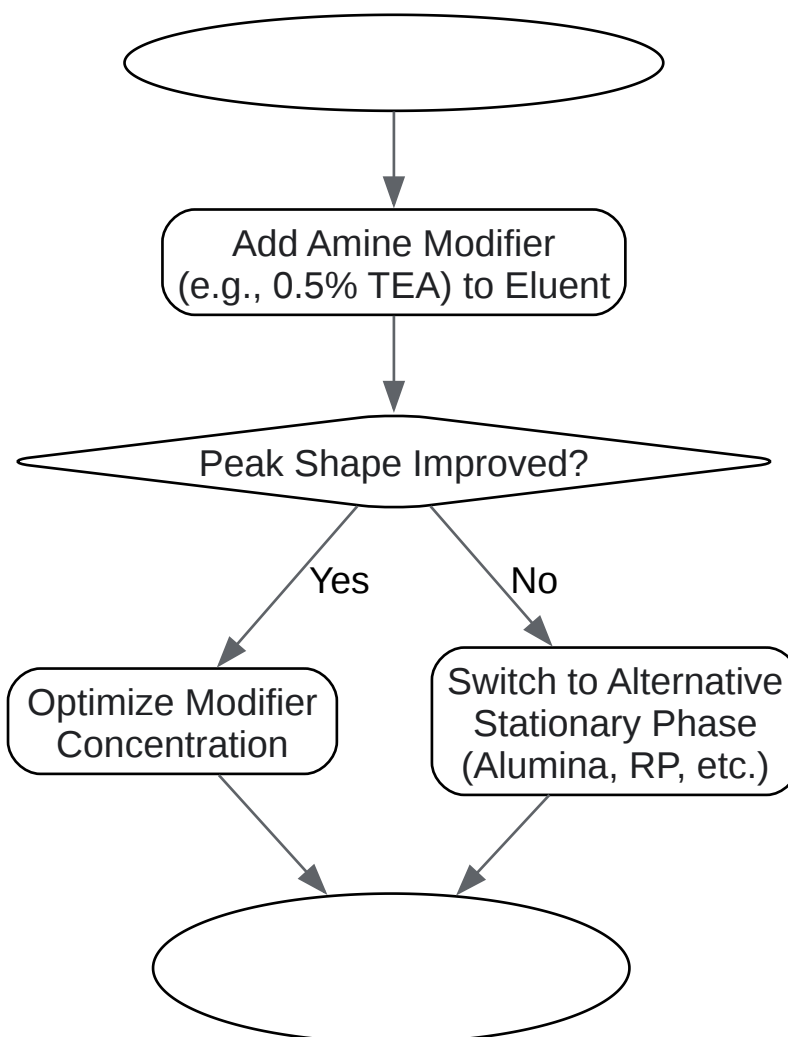 Add Amine Modifier
(e.g., 0.5% TEA) to Eluent
Peak Shape Improved?
Yes
No
Optimize Modifier
Concentration
Switch to Alternative
Stationary Phase
(Alumina, RP, etc.)